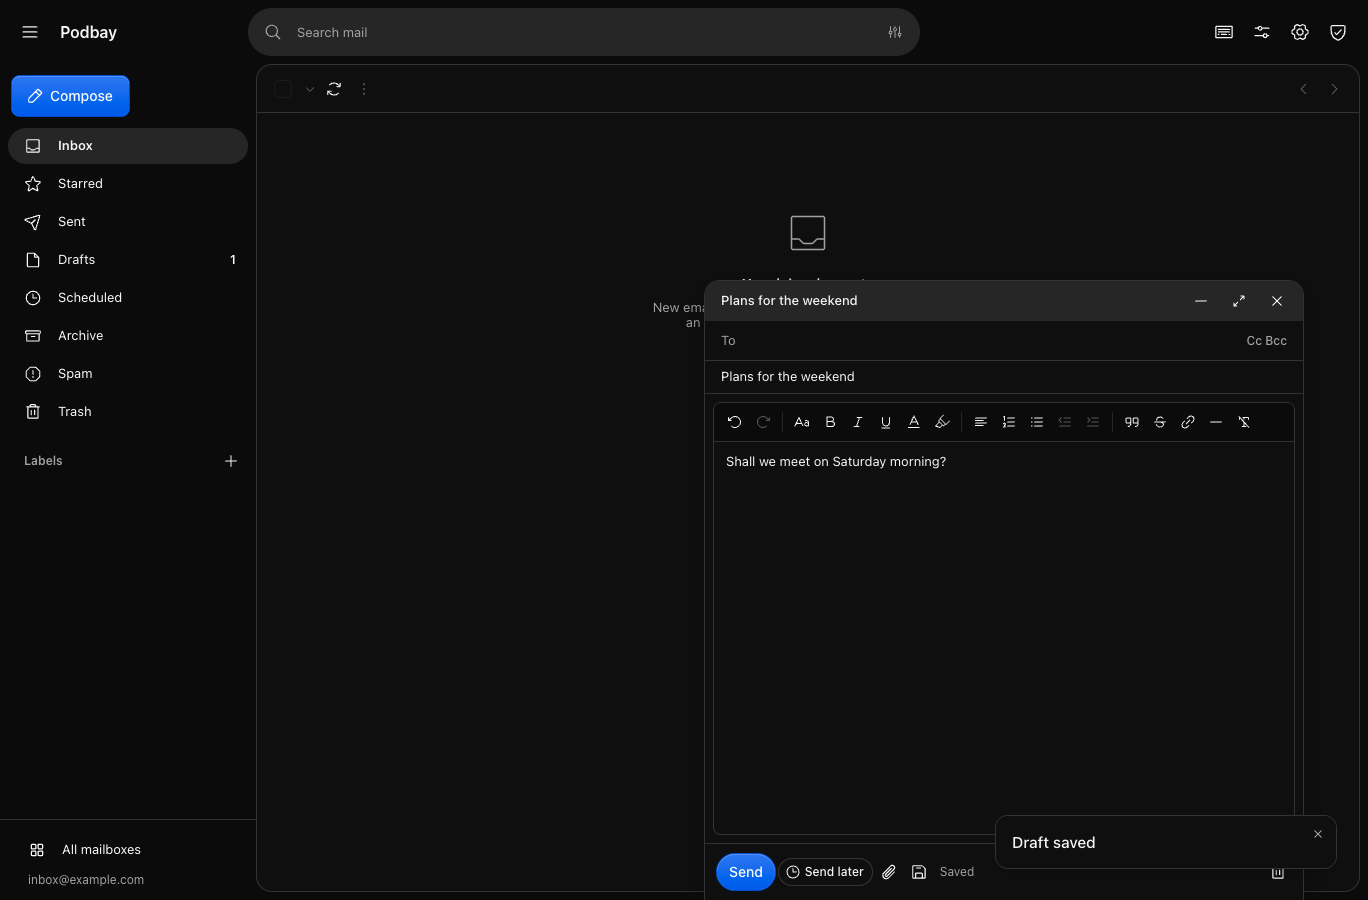 Podbay
Search mail
Compose
Inbox
Starred
Sent
Drafts
1
Scheduled
Archive
Spam
Trash
Labels
All mailboxes
inbox@example.com
New
an
Plans for the weekend
To
Cc Bcc
Plans for the weekend
Aa B I U A
Shall we meet on Saturday morning?
Send
Send later
Saved
Draft saved